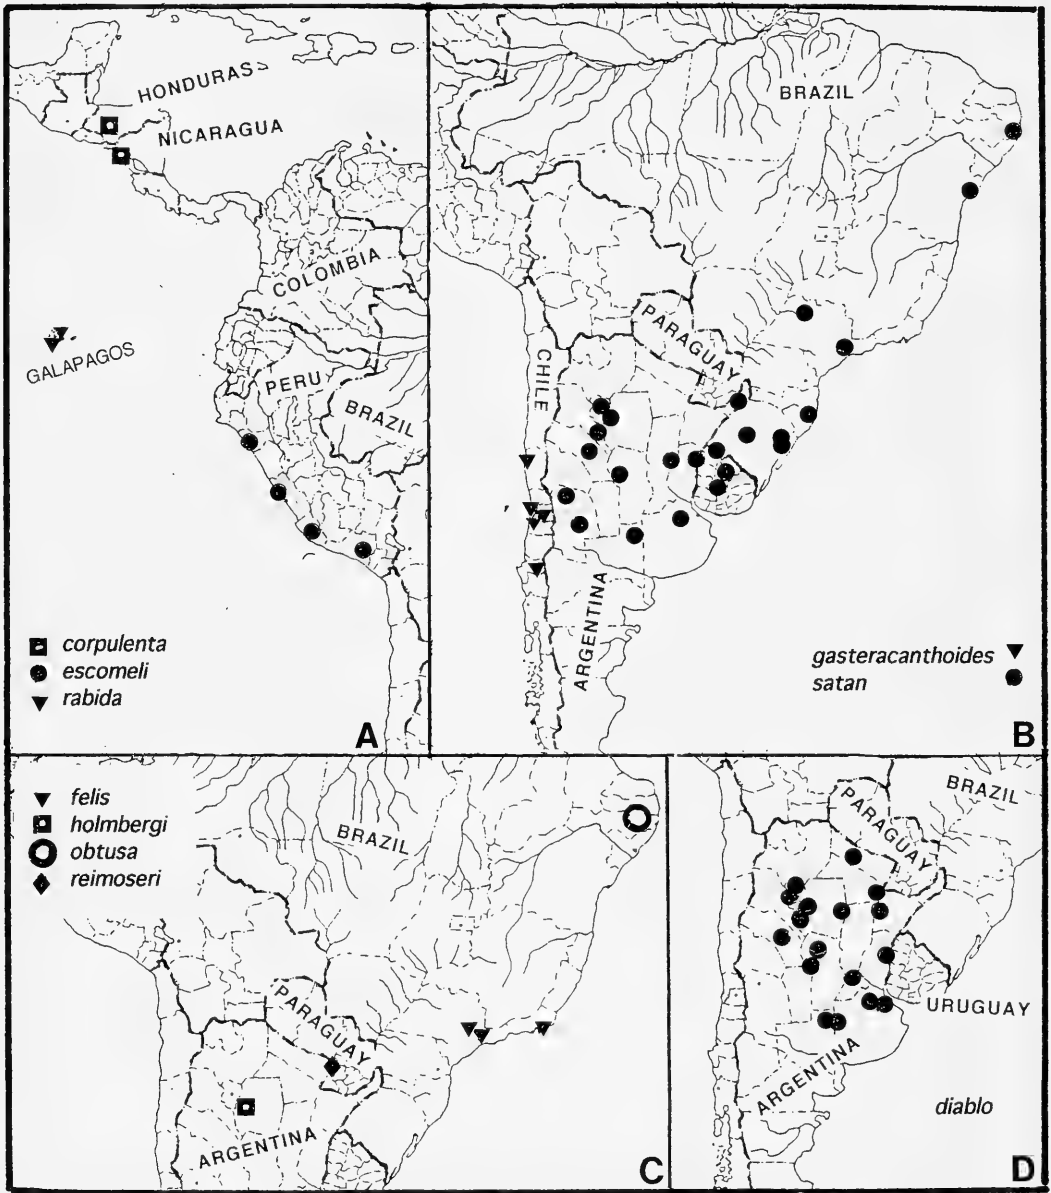 HONDURAS
NICARAGUA
COLOMBIA
GALAPAGOS
PERU
BRAZIL
corpulenta
escomeli
rabida
A
BRAZIL
PARAGUAY
CHILE
ARGENTINA
gasteracanthoides
satan
B
felis
holmbergi
obtusa
reimoseri
BRAZIL
PARAGUAY
ARGENTINA
C
BRAZIL
PARAGUAY
URUGUAY
ARGENTINA
diablo
D